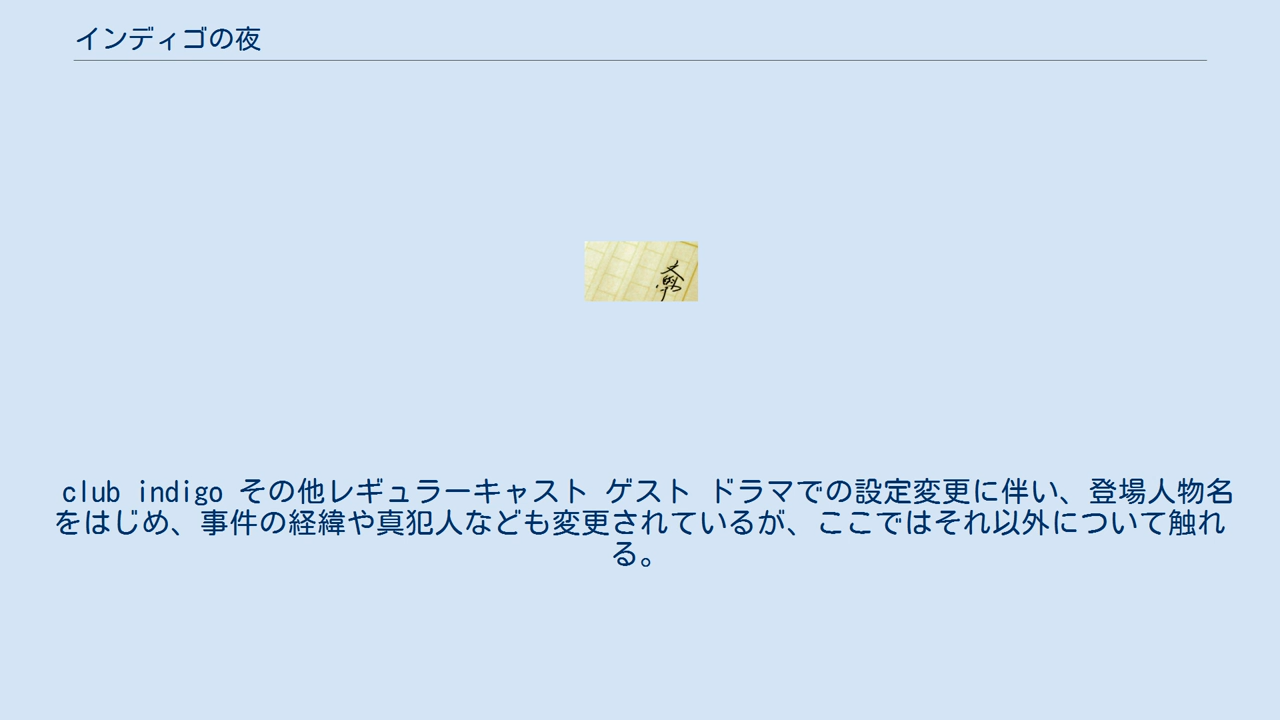 インディゴの夜
club indigo その他レギュラーキャスト ゲスト ドラマでの設定変更に伴い、登場人物名
をはじめ、事件の経緯や真犯人なども変更されているが、ここではそれ以外について触れ
る。